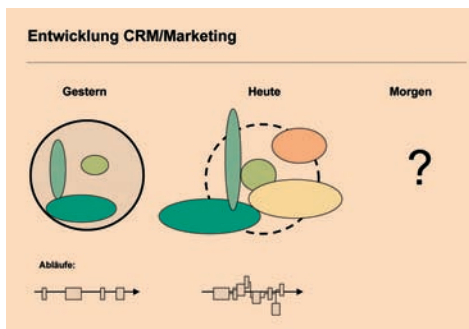 Entwicklung CRM/Marketing
Gestern
Heute
Morgen
?
Abläufe: